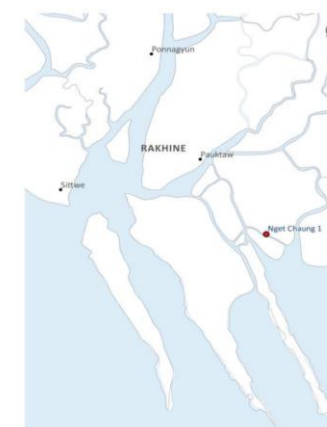 Ponnagyun
RAKHINE
Pauktaw
Sittwe
Nget Chaung 1